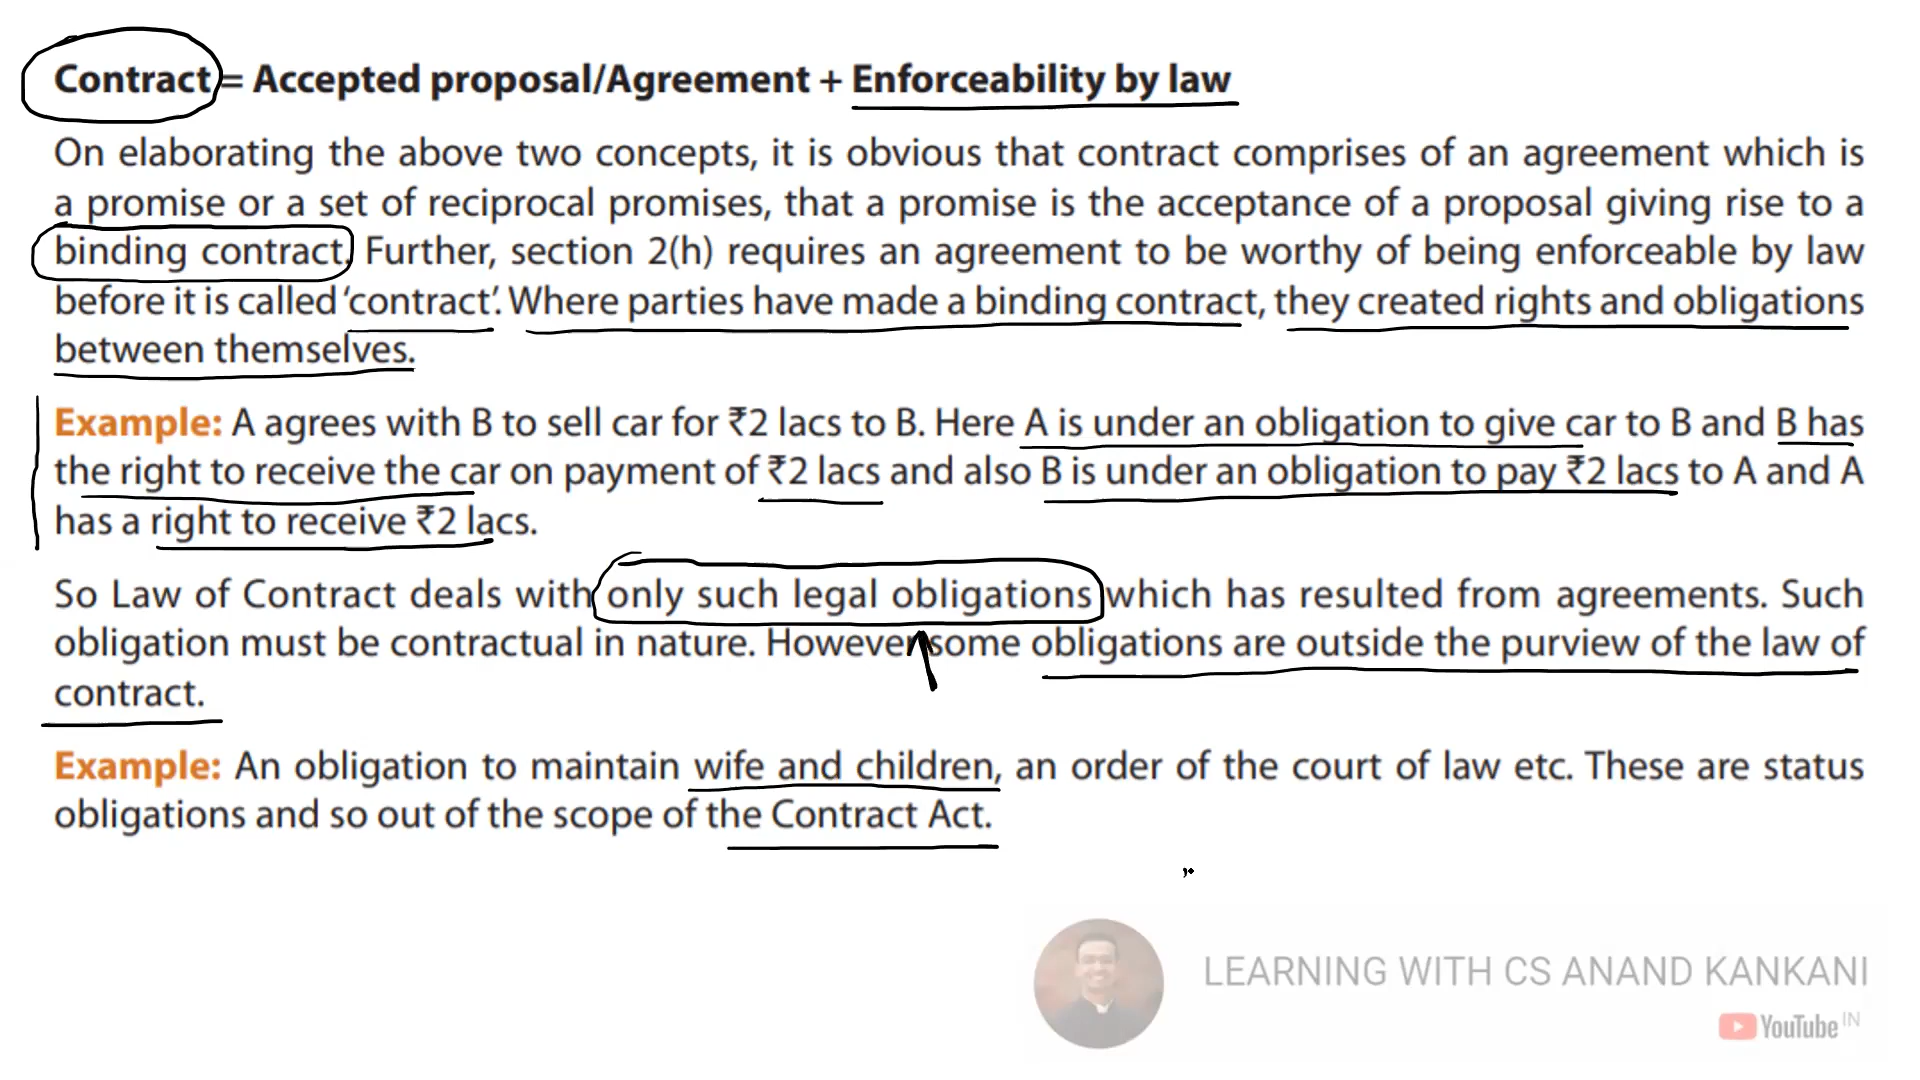 Contract = Accepted proposal/Agreement + Enforceability by law
On elaborating the above two concepts, it is obvious that contract comprises of an agreement which is
a promise or a set of reciprocal promises, that a promise is the acceptance of a proposal giving rise to a
binding contract. Further, section 2(h) requires an agreement to be worthy of being enforceable by law
before it is called ‘contract’. Where parties have made a binding contract, they created rights and obligations
between themselves.
Example: A agrees with B to sell car for ₹2 lacs to B. Here A is under an obligation to give car to B and B has
the right to receive the car on payment of ₹2 lacs and also B is under an obligation to pay ₹2 lacs to A and A
has a right to receive ₹2 lacs.
So Law of Contract deals with only such legal obligations which has resulted from agreements. Such
obligation must be contractual in nature. However some obligations are outside the purview of the law of
contract.
Example: An obligation to maintain wife and children, an order of the court of law etc. These are status
obligations and so out of the scope of the Contract Act.
LEARNING WITH CS ANAND KANKANI
YouTube IN